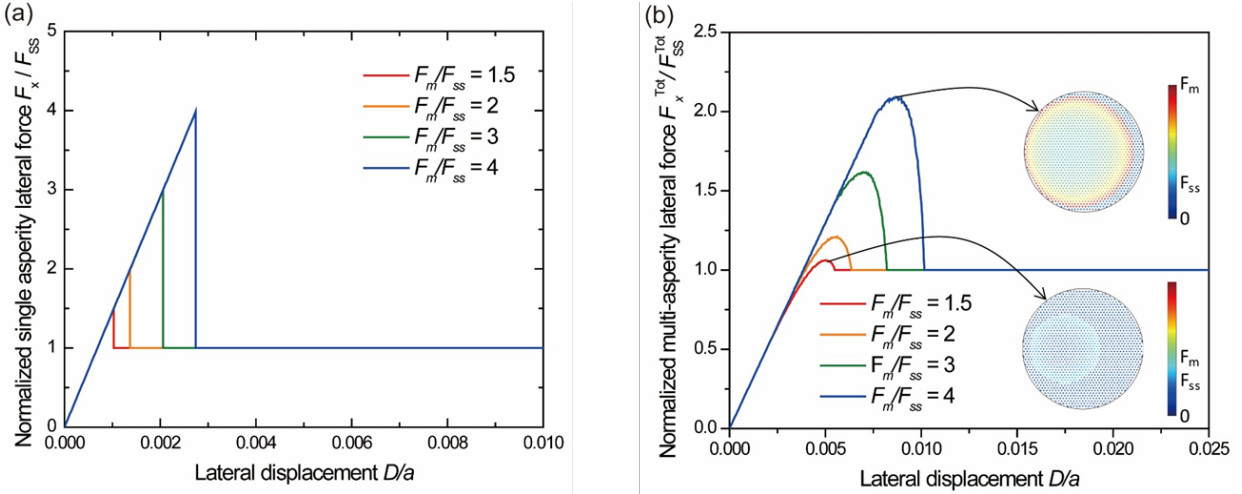 (a)
Normalized single asperity lateral force Fx / FSS
5
4
3
2
1
0
Fm/Fss = 1.5
Fm/Fss = 2
Fm/Fss = 3
Fm/Fss = 4
0.000 0.002 0.004 0.006 0.008 0.010
Lateral displacement D/a
(b)
Normalized multi-asperity lateral force Fx^Tot/FSS^Tot
2.5
2.0
1.5
1.0
0.5
0.0
Fm
Fss
0
Fm
Fss
0
Fm/Fss = 1.5
Fm/Fss = 2
Fm/Fss = 3
Fm/Fss = 4
0.000 0.005 0.010 0.015 0.020 0.025
Lateral displacement D/a